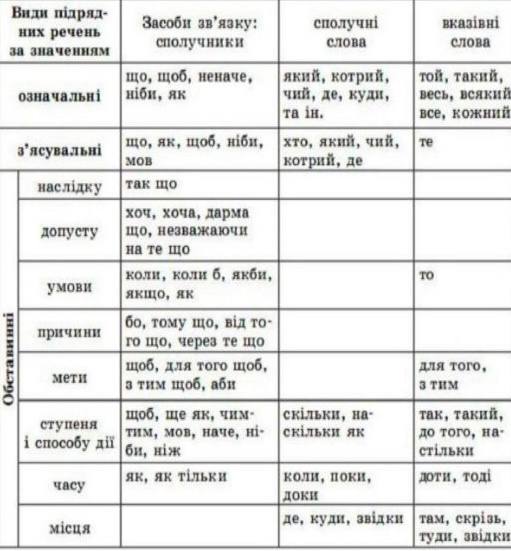 Види підряд-
них речень
за значенням
Засоби зв'язку:
сполучники
сполучні
слова
вказівні
слова
означальні
що, щоб, неначе,
ніби, як
який, котрий,
чий, де, куди,
та ін.
той, такий,
весь, всякий
все, кожний
з'ясувальні
що, як, щоб, ніби,
мов
хто, який, чий,
котрий, де
те
Обставинні
наслідку
так що
допусту
хоч, хоча, дарма
що, незважаючи
на те що
умови
коли, коли б, якби,
якщо, як
то
причини
бо, тому що, від то-
го що, через те що
мети
щоб, для того щоб,
з тим щоб, аби
для того,
з тим
ступеня
і способу дії
щоб, ще як, чим-
тим, мов, наче, ні-
би, ніж
скільки, на-
скільки як
так, такий,
до того, на-
стільки
часу
як, як тільки
коли, поки,
доки
доти, тоді
місця
де, куди, звідки
там, скрізь,
туди, звідки